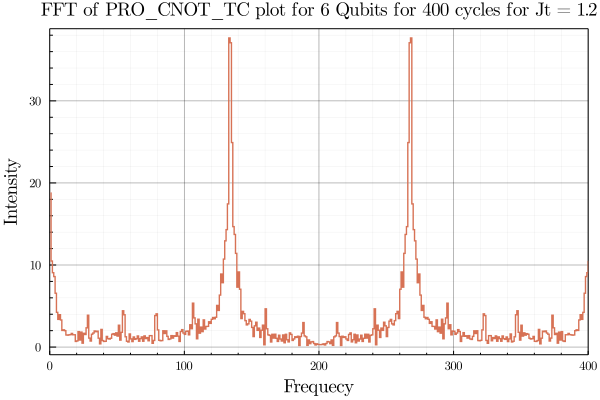 FFT of PRO_CNOT_TC plot for 6 Qubits for 400 cycles for Jt = 1.2
Intensity
30
20
10
0
0 100 200 300 400
Frequecy